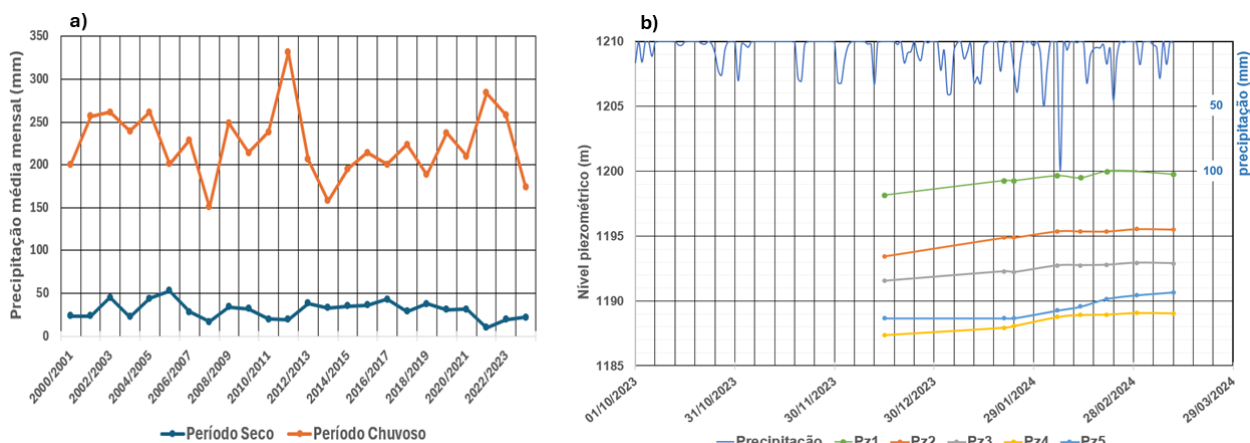 a)
Precipitação média mensal (mm)
350
300
250
200
150
100
50
0
2000/2001
2002/2003
2004/2005
2006/2007
2008/2009
2010/2011
2012/2013
2014/2015
2016/2017
2018/2019
2020/2021
2022/2023
Período Seco
Período Chuvoso
b)
Nível piezométrico (m)
1210
1205
1200
1195
1190
1185
50
100
precipitação (mm)
01/10/2023
31/10/2023
30/11/2023
30/12/2023
29/01/2024
28/02/2024
29/03/2024
Precipitação
Pz1
Pz2
Pz3
Pz4
Pz5